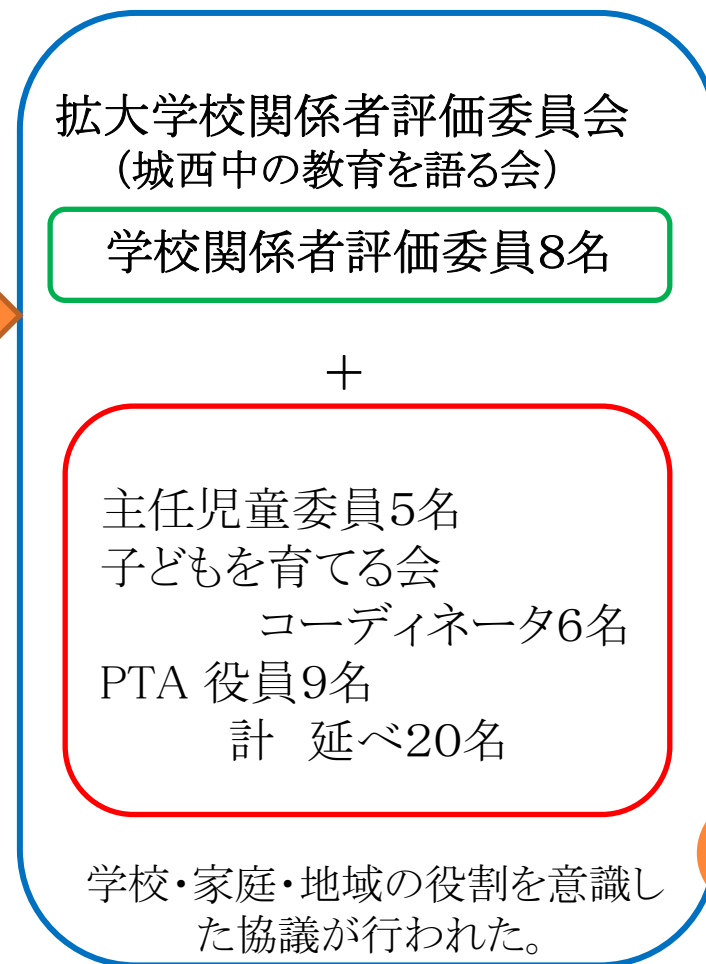 拡大学校関係者評価委員会
（城西中の教育を語る会）
学校関係者評価委員8名
＋
主任児童委員5名
子どもを育てる会
コーディネータ6名
PTA 役員9名
計　延べ20名
学校・家庭・地域の役割を意識し
た協議が行われた。